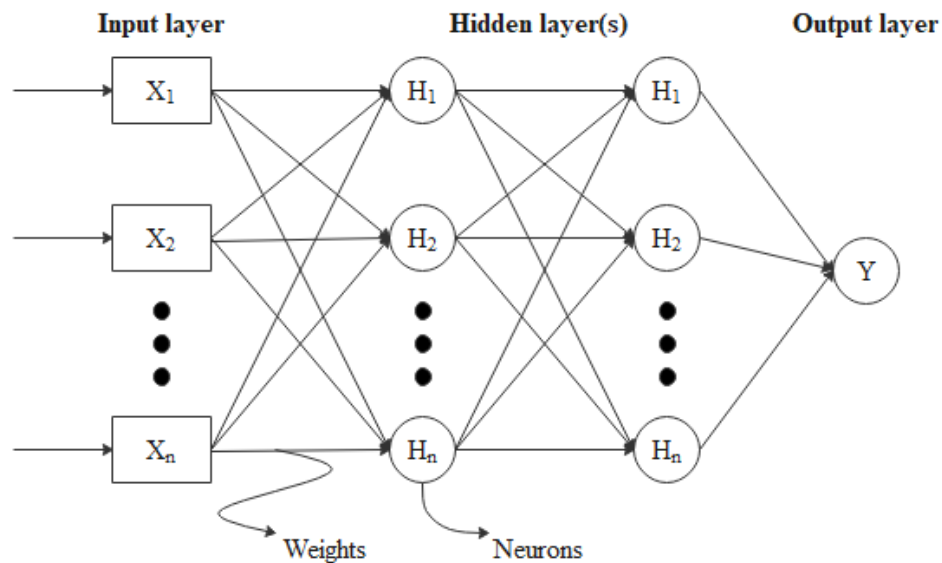 Input layer Hidden layer(s) Output layer
X₁ H₁ H₁
X₂ H₂ H₂
Y
Xₙ Hₙ Hₙ
Weights Neurons